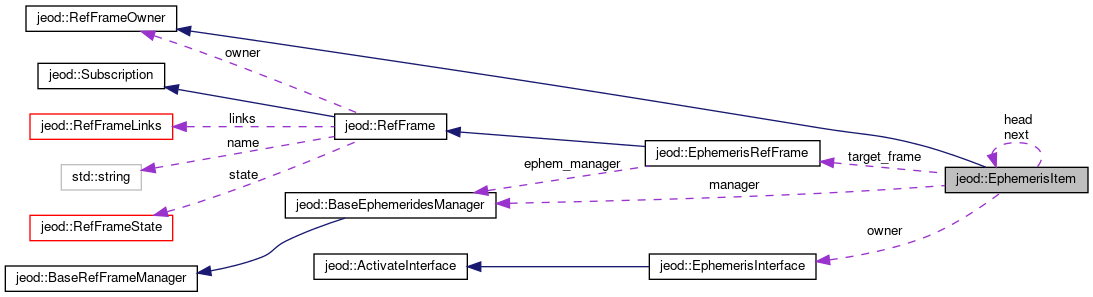 jeod::RefFrameOwner
owner
jeod::Subscription
head
next
links
jeod::RefFrameLinks
jeod::RefFrame
name
jeod::EphemerisRefFrame
target_frame
ephem_manager
std::string
state
manager
jeod::EphemerisItem
jeod::BaseEphemeridesManager
jeod::RefFrameState
owner
jeod::BaseRefFrameManager
jeod::ActivateInterface
jeod::EphemerisInterface